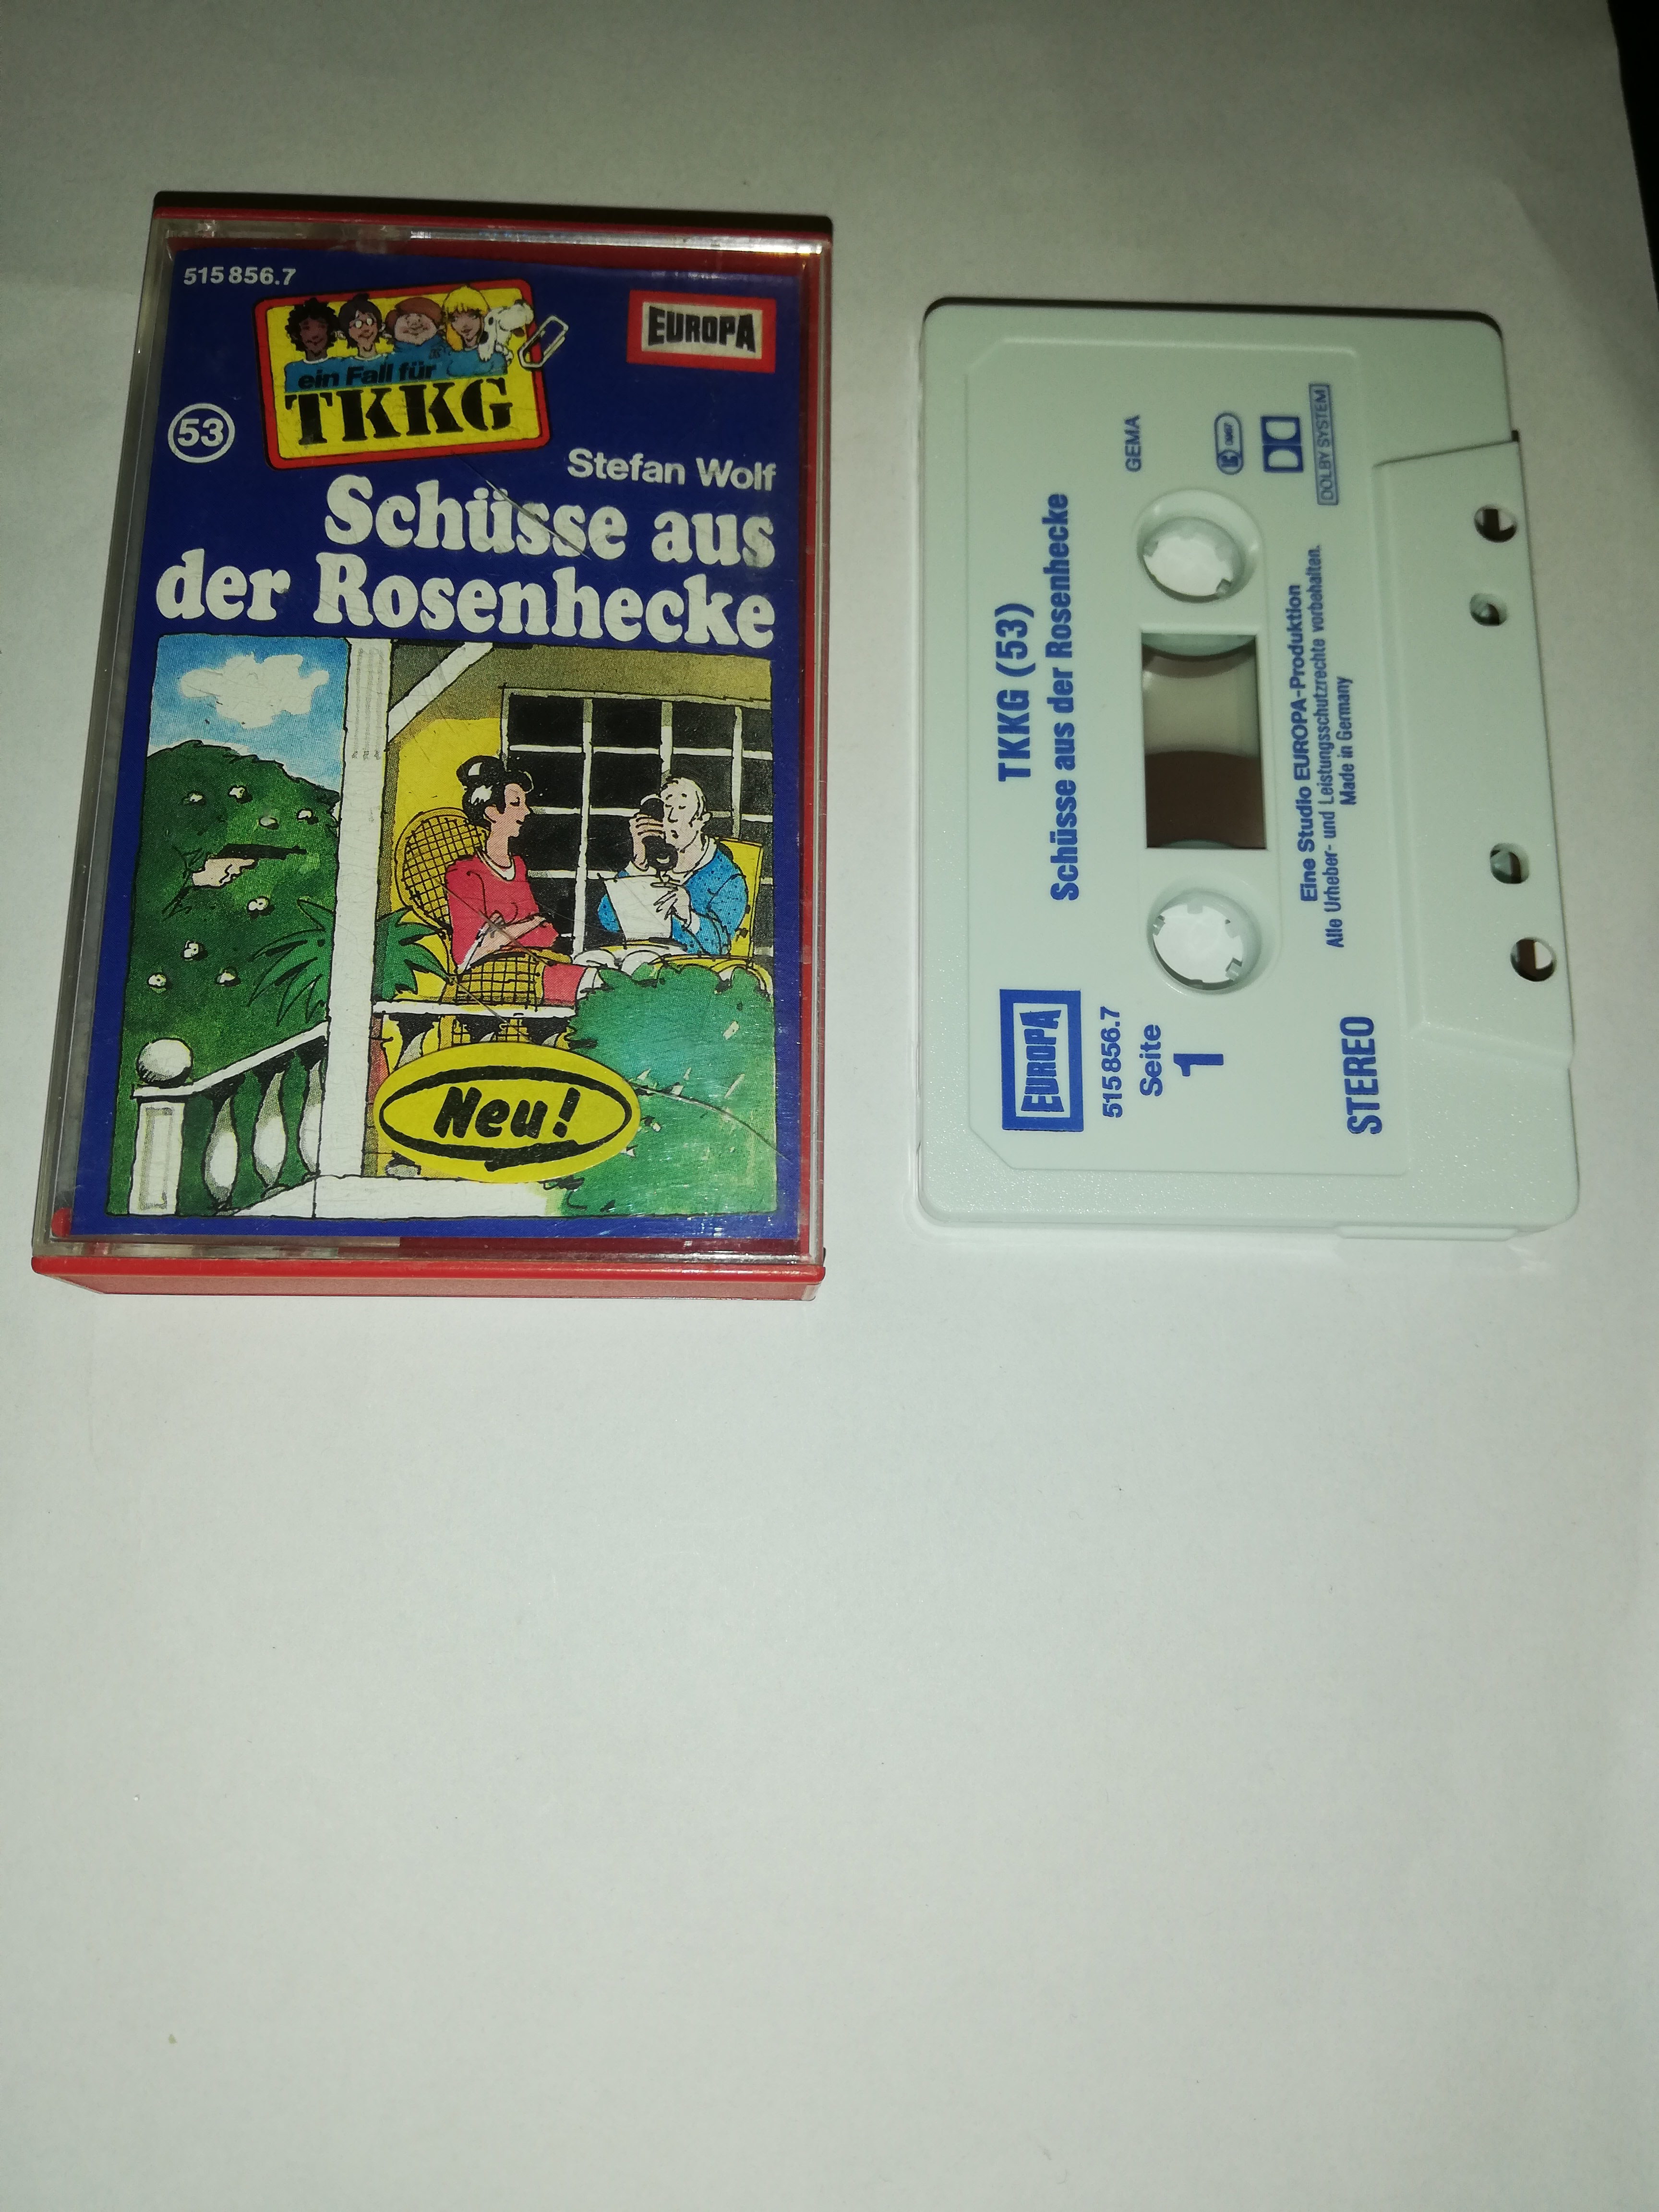 515 856.7
EUROPA
ein Fall für
TKKG
53
Stefan Wolf
Schüsse aus
der Rosenhecke
Neu!
TKKG (53)
Schüsse aus der Rosenhecke
EUROPA
515 856.7
Seite
1
GEMA
LC
DOLBY SYSTEM
Eine Studio EUROPA-Produktion
Alle Urheber- und Leistungsschutzrechte vorbehalten.
Made in Germany
STEREO